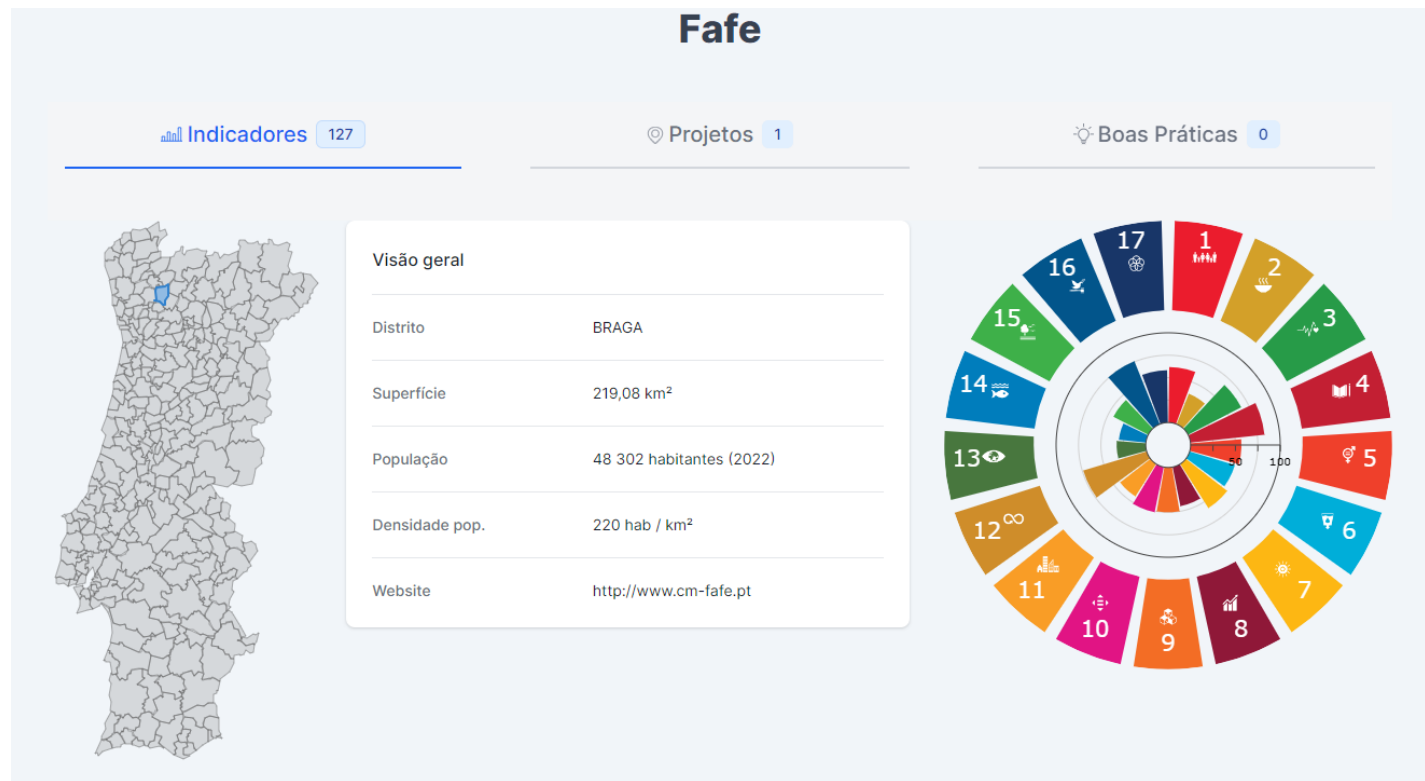 Fafe
Indicadores 127
Projetos 1
Boas Práticas 0
Visão geral
Distrito BRAGA
Superfície 219,08 km²
População 48 302 habitantes (2022)
Densidade pop. 220 hab / km²
Website http://www.cm-fafe.pt
1
2
3
4
5
6
7
8
9
10
11
12
13
14
15
16
17
50 100